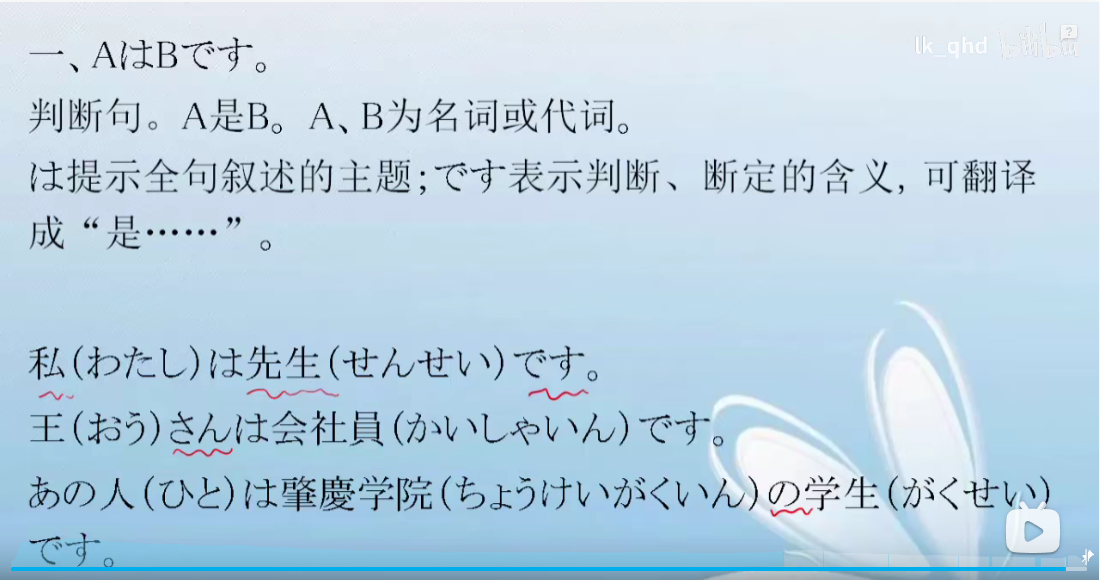 一、AはBです。
lk_qhd
判断句。A是B。A、B为名词或代词。
は提示全句叙述的主题;です表示判断、断定的含义, 可翻译
成“是……”。
私(わたし)は先生(せんせい)です。
王(おう)さんは会社員(かいしゃいん)です。
あの人(ひと)は肇慶学院(ちょうけいがくいん)の学生(がくせい)
です。